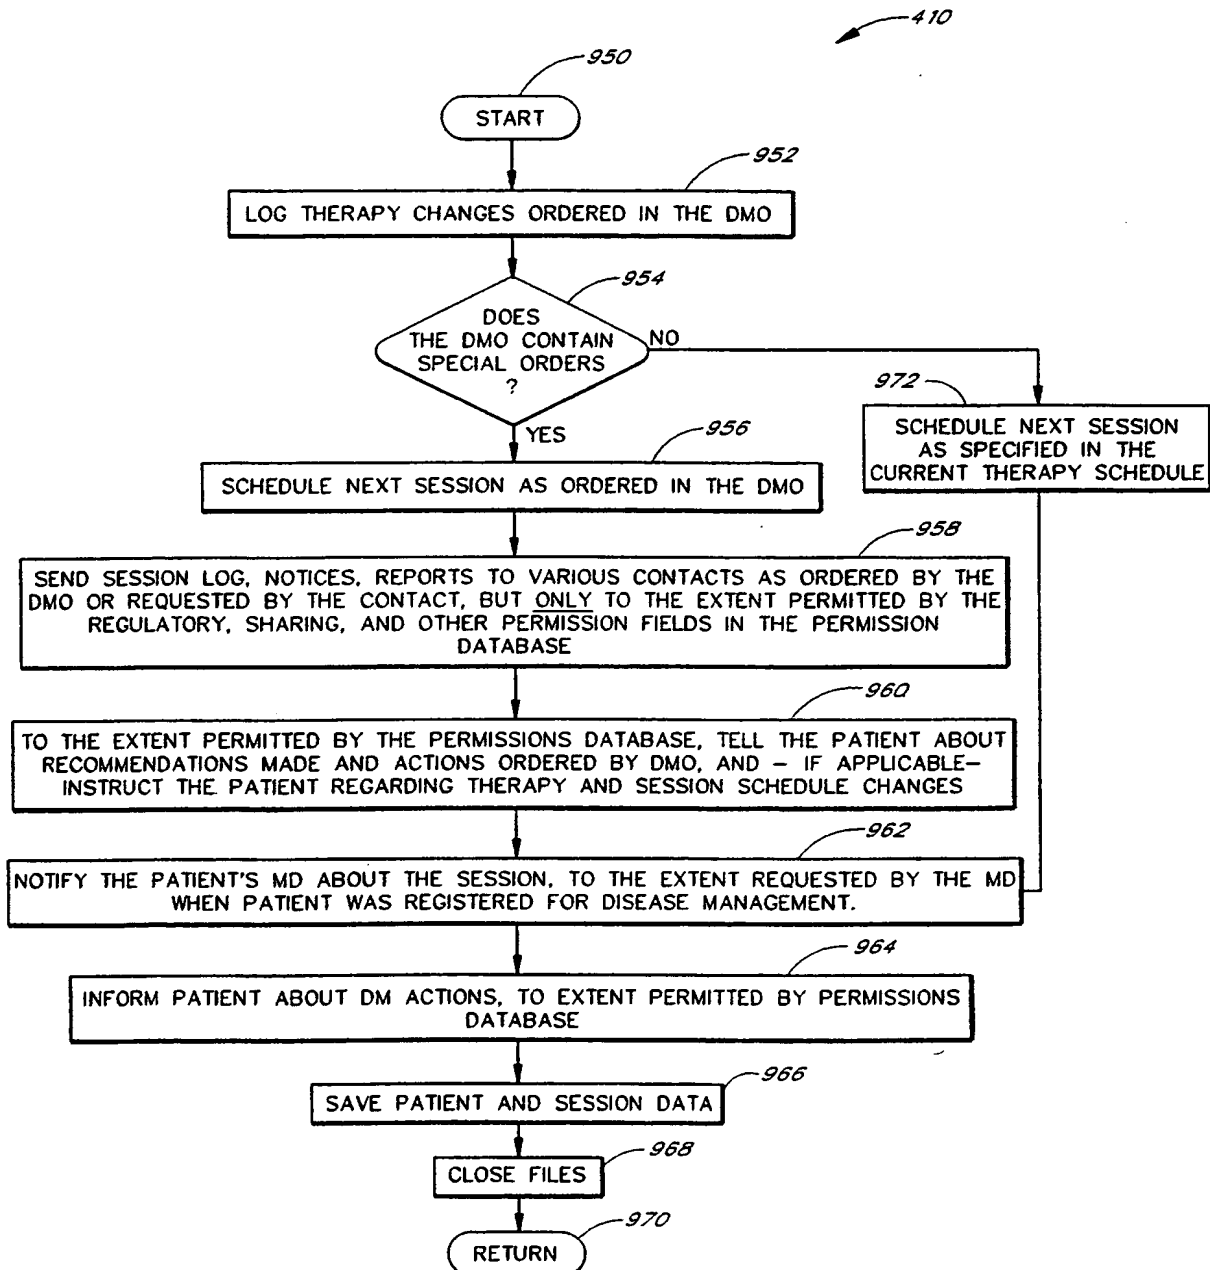 410
950
START
952
LOG THERAPY CHANGES ORDERED IN THE DMO
954
DOES
THE DMO CONTAIN
SPECIAL ORDERS
?
NO
YES
972
SCHEDULE NEXT SESSION
AS SPECIFIED IN THE
CURRENT THERAPY SCHEDULE
956
SCHEDULE NEXT SESSION AS ORDERED IN THE DMO
958
SEND SESSION LOG, NOTICES, REPORTS TO VARIOUS CONTACTS AS ORDERED BY THE
DMO OR REQUESTED BY THE CONTACT, BUT ONLY TO THE EXTENT PERMITTED BY THE
REGULATORY, SHARING, AND OTHER PERMISSION FIELDS IN THE PERMISSION
DATABASE
960
TO THE EXTENT PERMITTED BY THE PERMISSIONS DATABASE, TELL THE PATIENT ABOUT
RECOMMENDATIONS MADE AND ACTIONS ORDERED BY DMO, AND – IF APPLICABLE–
INSTRUCT THE PATIENT REGARDING THERAPY AND SESSION SCHEDULE CHANGES
962
NOTIFY THE PATIENT'S MD ABOUT THE SESSION, TO THE EXTENT REQUESTED BY THE MD
WHEN PATIENT WAS REGISTERED FOR DISEASE MANAGEMENT.
964
INFORM PATIENT ABOUT DM ACTIONS, TO EXTENT PERMITTED BY PERMISSIONS
DATABASE
966
SAVE PATIENT AND SESSION DATA
968
CLOSE FILES
970
RETURN